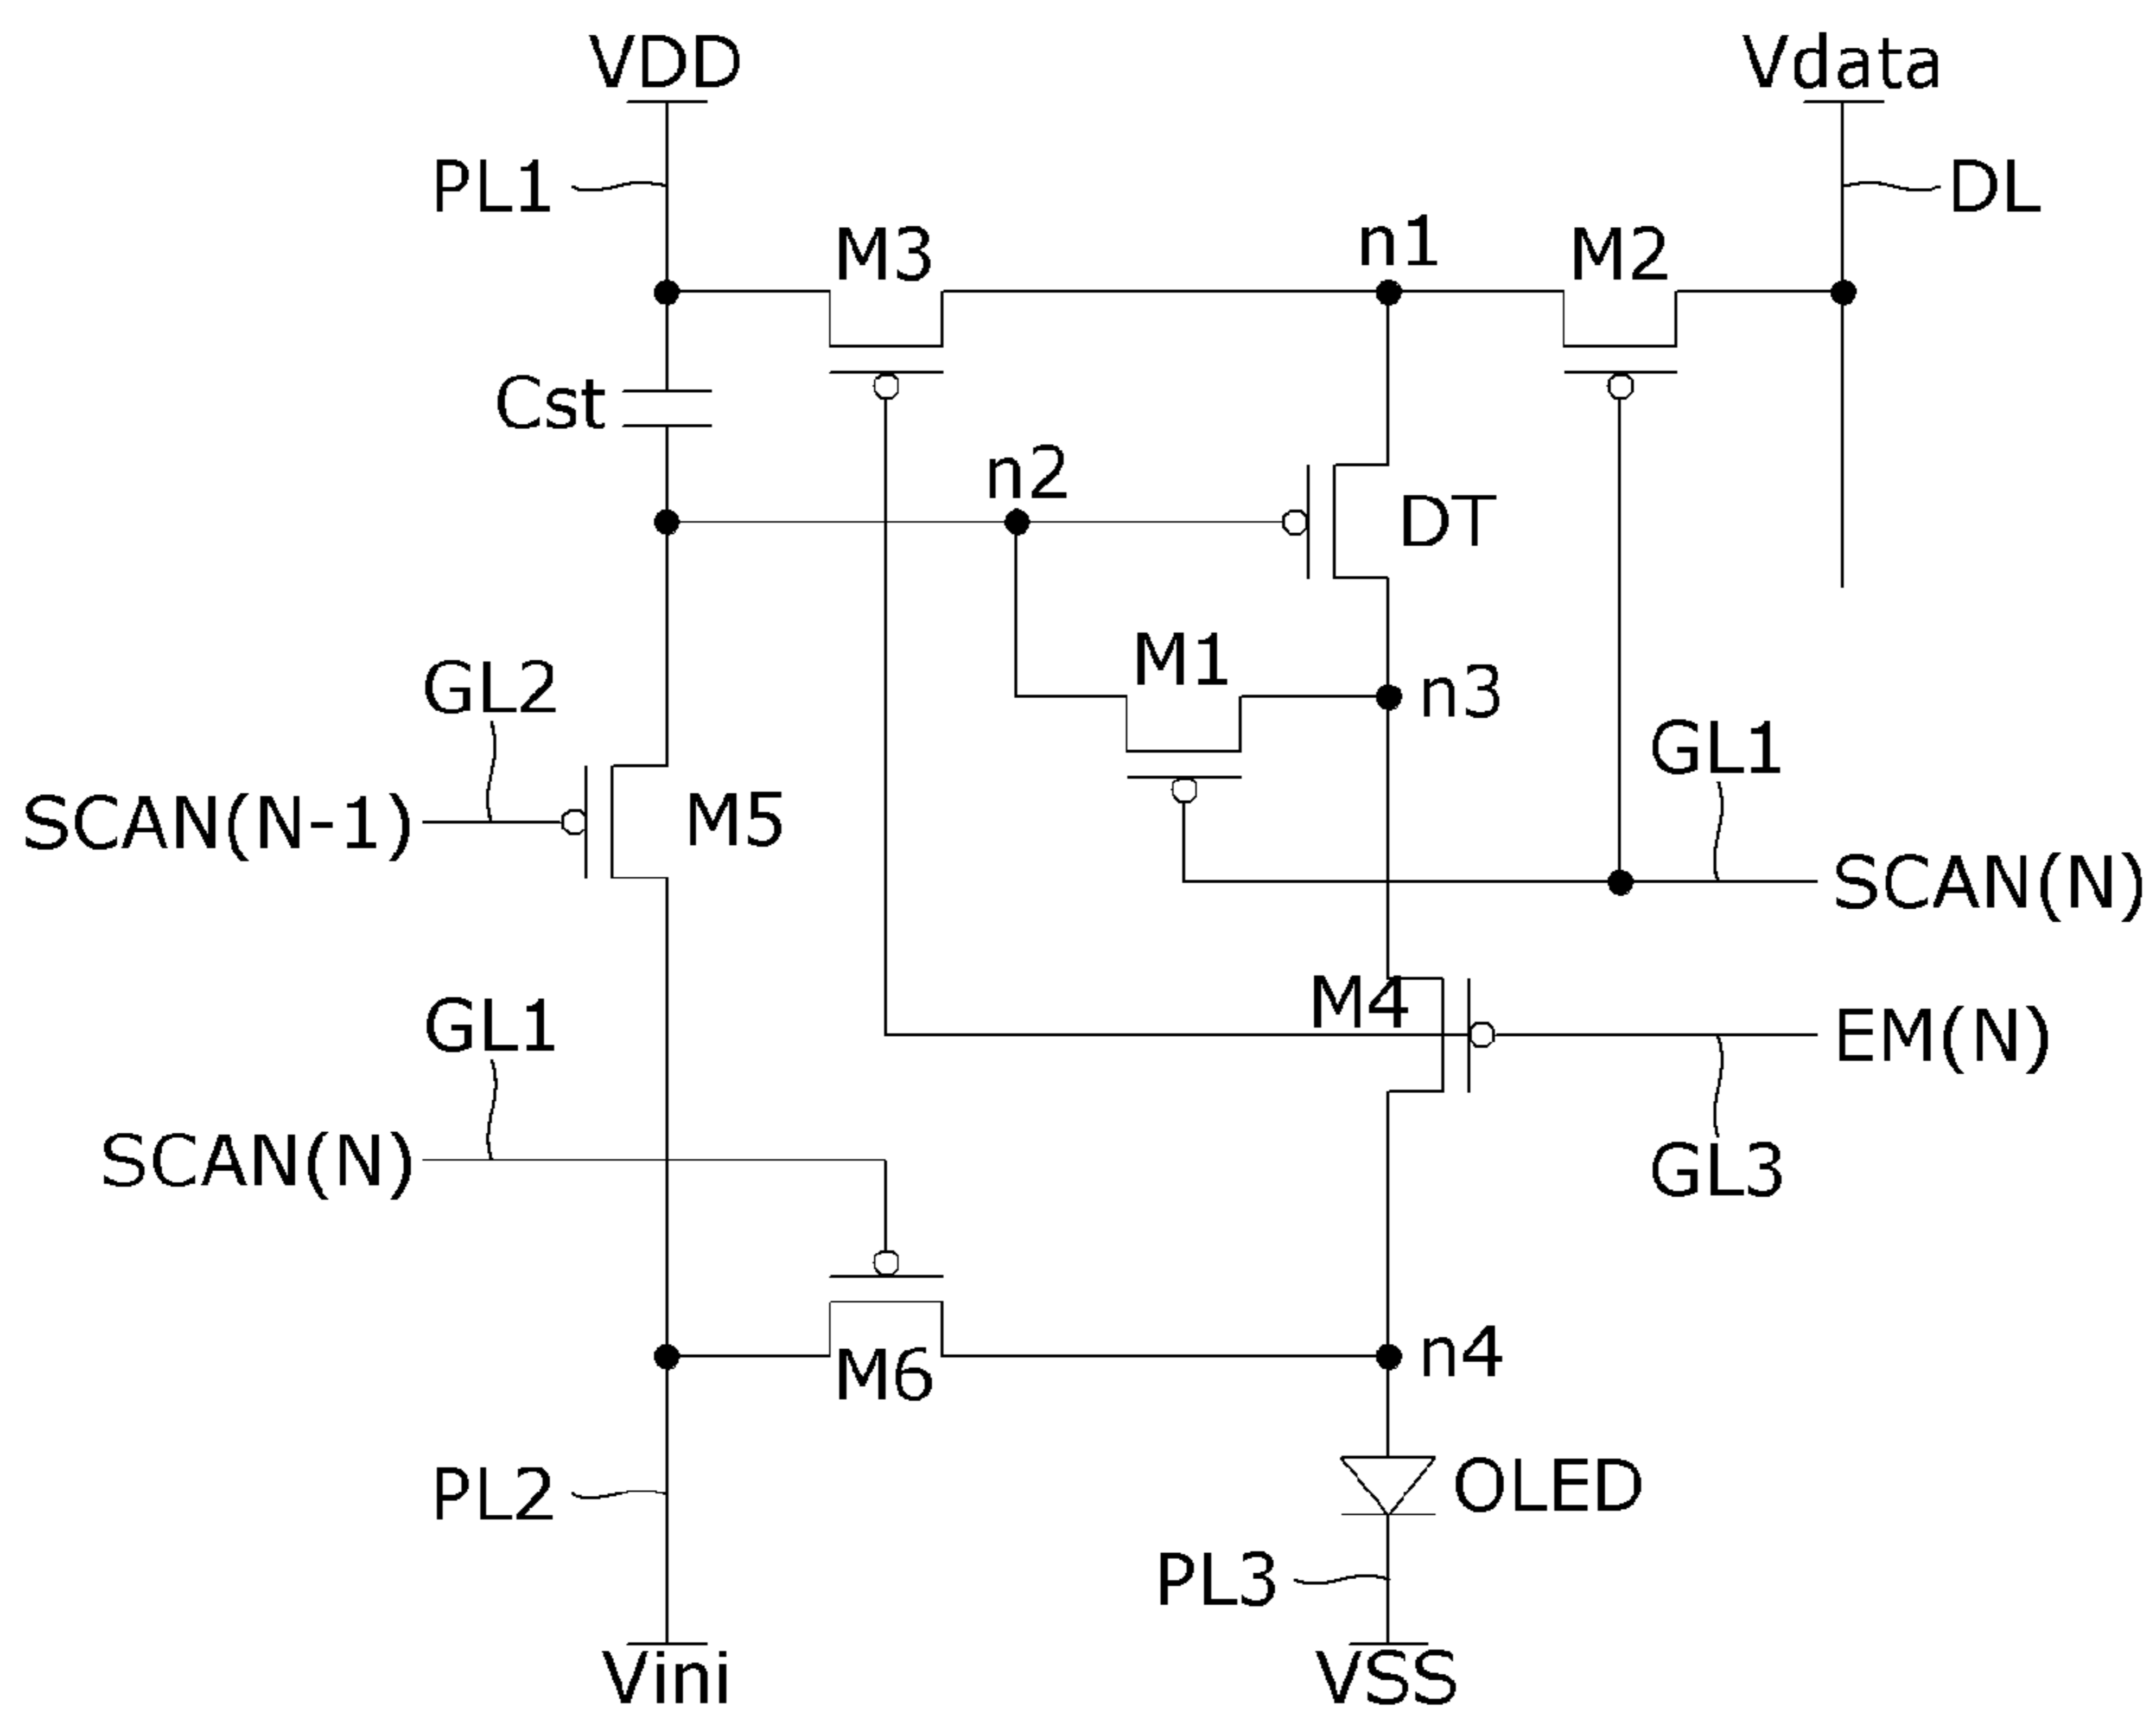 VDD
Vdata
PL1
DL
M3
n1
M2
Cst
n2
DT
M1
n3
GL2
GL1
SCAN(N-1)
M5
SCAN(N)
M4
GL1
EM(N)
SCAN(N)
GL3
n4
M6
PL2
OLED
PL3
Vini
VSS